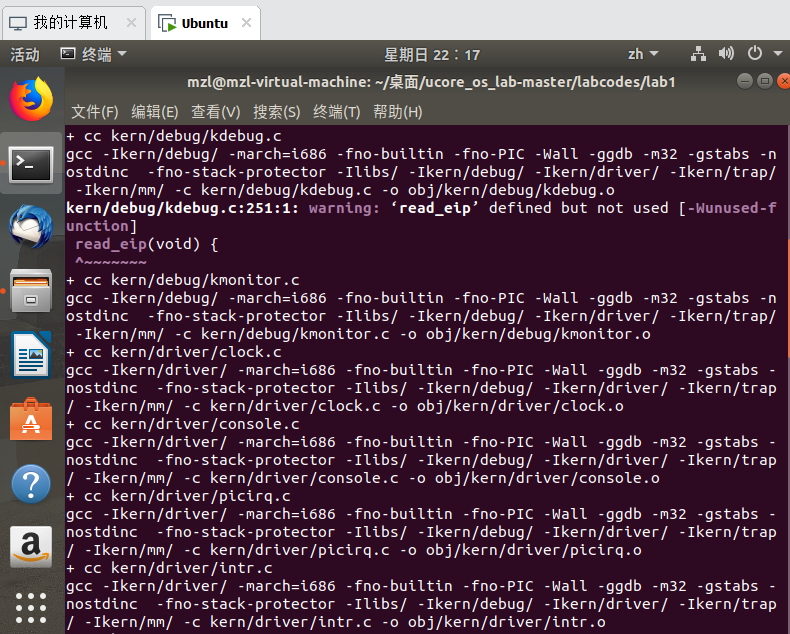 我的计算机
Ubuntu
活动 终端 星期日 22：17 zh
mzl@mzl-virtual-machine: ~/桌面/ucore_os_lab-master/labcodes/lab1
文件(F) 编辑(E) 查看(V) 搜索(S) 终端(T) 帮助(H)
+ cc kern/debug/kdebug.c
gcc -Ikern/debug/ -march=i686 -fno-builtin -fno-PIC -Wall -ggdb -m32 -gstabs -n
ostdinc  -fno-stack-protector -Ilibs/ -Ikern/debug/ -Ikern/driver/ -Ikern/trap/
 -Ikern/mm/ -c kern/debug/kdebug.c -o obj/kern/debug/kdebug.o
kern/debug/kdebug.c:251:1: warning: ‘read_eip’ defined but not used [-Wunused-f
unction]
 read_eip(void) {
 ^~~~~~~~
+ cc kern/debug/kmonitor.c
gcc -Ikern/debug/ -march=i686 -fno-builtin -fno-PIC -Wall -ggdb -m32 -gstabs -n
ostdinc  -fno-stack-protector -Ilibs/ -Ikern/debug/ -Ikern/driver/ -Ikern/trap/
 -Ikern/mm/ -c kern/debug/kmonitor.c -o obj/kern/debug/kmonitor.o
+ cc kern/driver/clock.c
gcc -Ikern/driver/ -march=i686 -fno-builtin -fno-PIC -Wall -ggdb -m32 -gstabs -
nostdinc  -fno-stack-protector -Ilibs/ -Ikern/debug/ -Ikern/driver/ -Ikern/trap
/ -Ikern/mm/ -c kern/driver/clock.c -o obj/kern/driver/clock.o
+ cc kern/driver/console.c
gcc -Ikern/driver/ -march=i686 -fno-builtin -fno-PIC -Wall -ggdb -m32 -gstabs -
nostdinc  -fno-stack-protector -Ilibs/ -Ikern/debug/ -Ikern/driver/ -Ikern/trap
/ -Ikern/mm/ -c kern/driver/console.c -o obj/kern/driver/console.o
+ cc kern/driver/picirq.c
gcc -Ikern/driver/ -march=i686 -fno-builtin -fno-PIC -Wall -ggdb -m32 -gstabs -
nostdinc  -fno-stack-protector -Ilibs/ -Ikern/debug/ -Ikern/driver/ -Ikern/trap
/ -Ikern/mm/ -c kern/driver/picirq.c -o obj/kern/driver/picirq.o
+ cc kern/driver/intr.c
gcc -Ikern/driver/ -march=i686 -fno-builtin -fno-PIC -Wall -ggdb -m32 -gstabs -
nostdinc  -fno-stack-protector -Ilibs/ -Ikern/debug/ -Ikern/driver/ -Ikern/trap
/ -Ikern/mm/ -c kern/driver/intr.c -o obj/kern/driver/intr.o